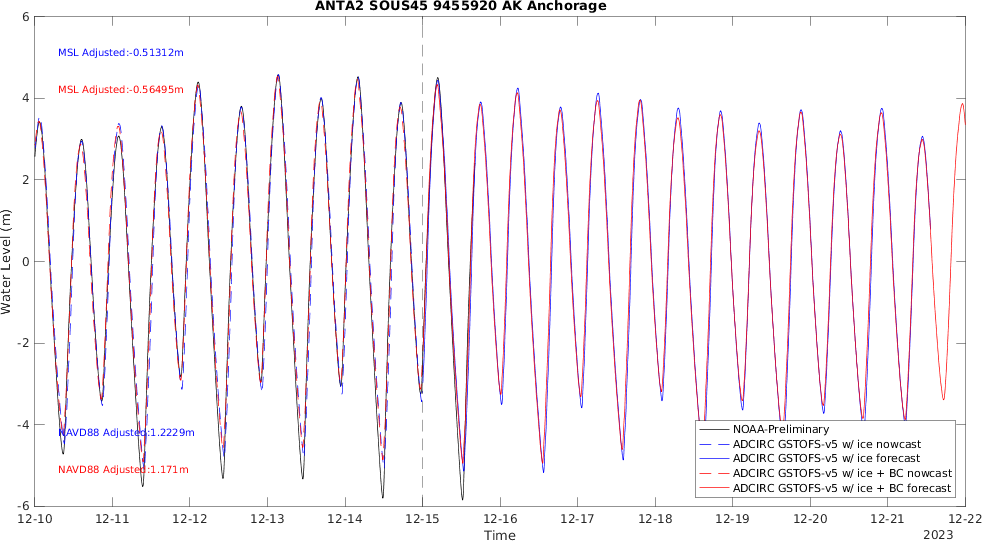 ANTA2 SOUS45 9455920 AK Anchorage
6
4
2
0
-2
-4
-6
Water Level (m)
MSL Adjusted:-0.51312m
MSL Adjusted:-0.56495m
NAVD88 Adjusted:1.2229m
NAVD88 Adjusted:1.171m
NOAA-Preliminary
ADCIRC GSTOFS-v5 w/ ice nowcast
ADCIRC GSTOFS-v5 w/ ice forecast
ADCIRC GSTOFS-v5 w/ ice + BC nowcast
ADCIRC GSTOFS-v5 w/ ice + BC forecast
12-10 12-11 12-12 12-13 12-14 12-15 12-16 12-17 12-18 12-19 12-20 12-21 12-22
Time
2023